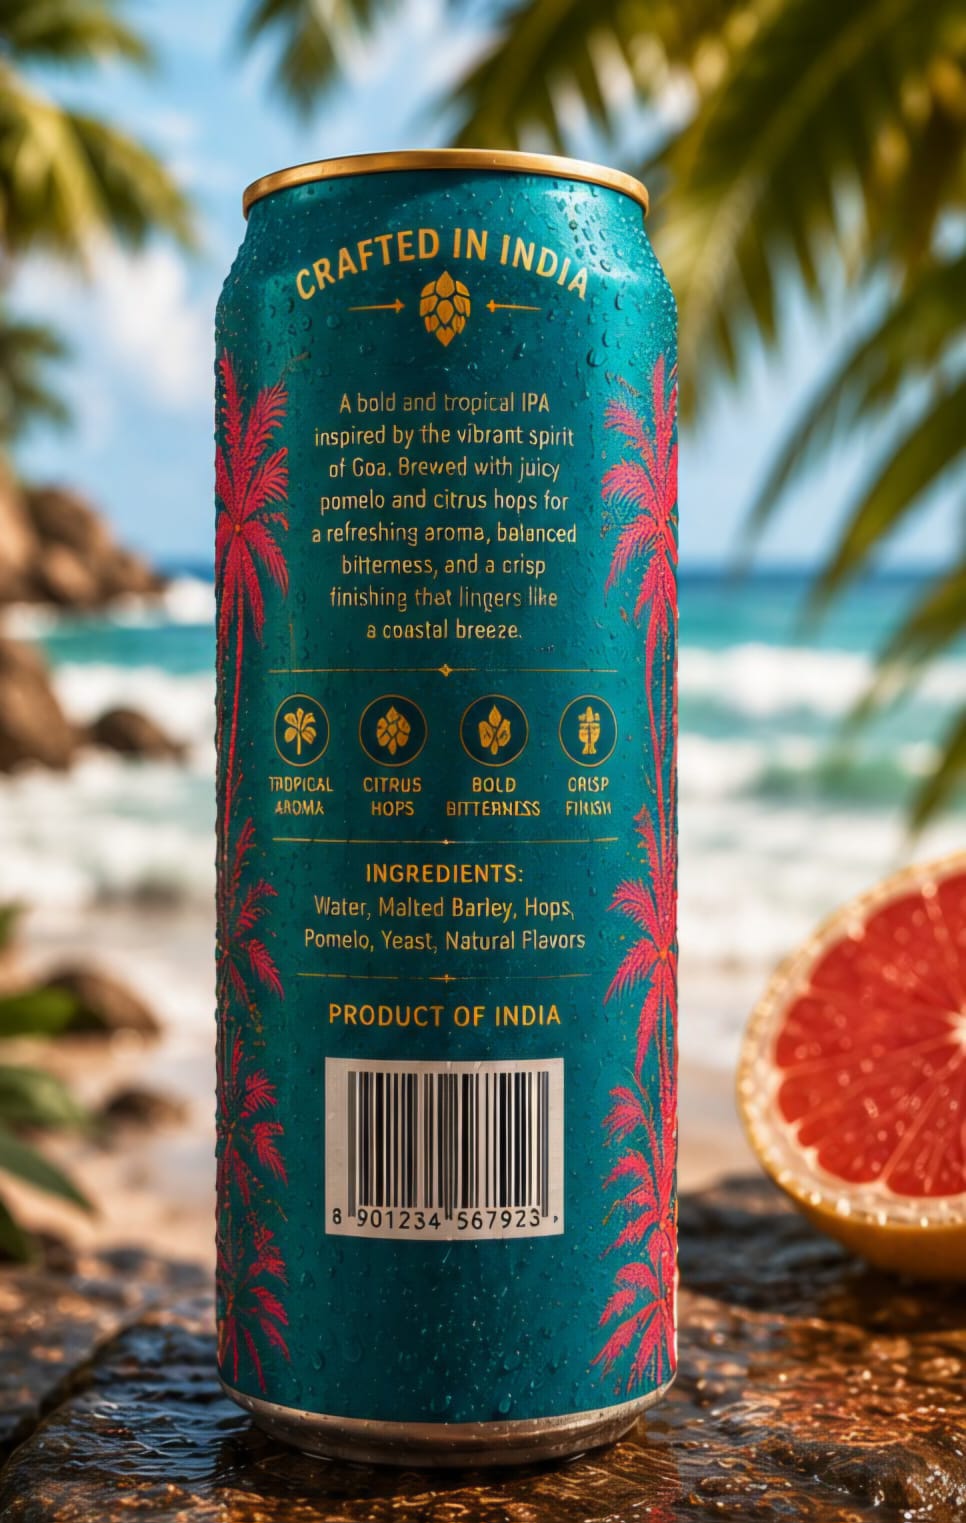 CRAFTED IN INDIA
A bold and tropical IPA
inspired by the vibrant spirit
of Goa. Brewed with juicy
pomelo and citrus hops for
a refreshing aroma, balanced
bitterness, and a crisp
finishing that lingers like
a coastal breeze.
TROPICAL CITRUS BOLD CRISP
AROMA HOPS BITTERNESS FINISH
INGREDIENTS:
Water, Malted Barley, Hops,
Pomelo, Yeast, Natural Flavors
PRODUCT OF INDIA
8 901234 567923